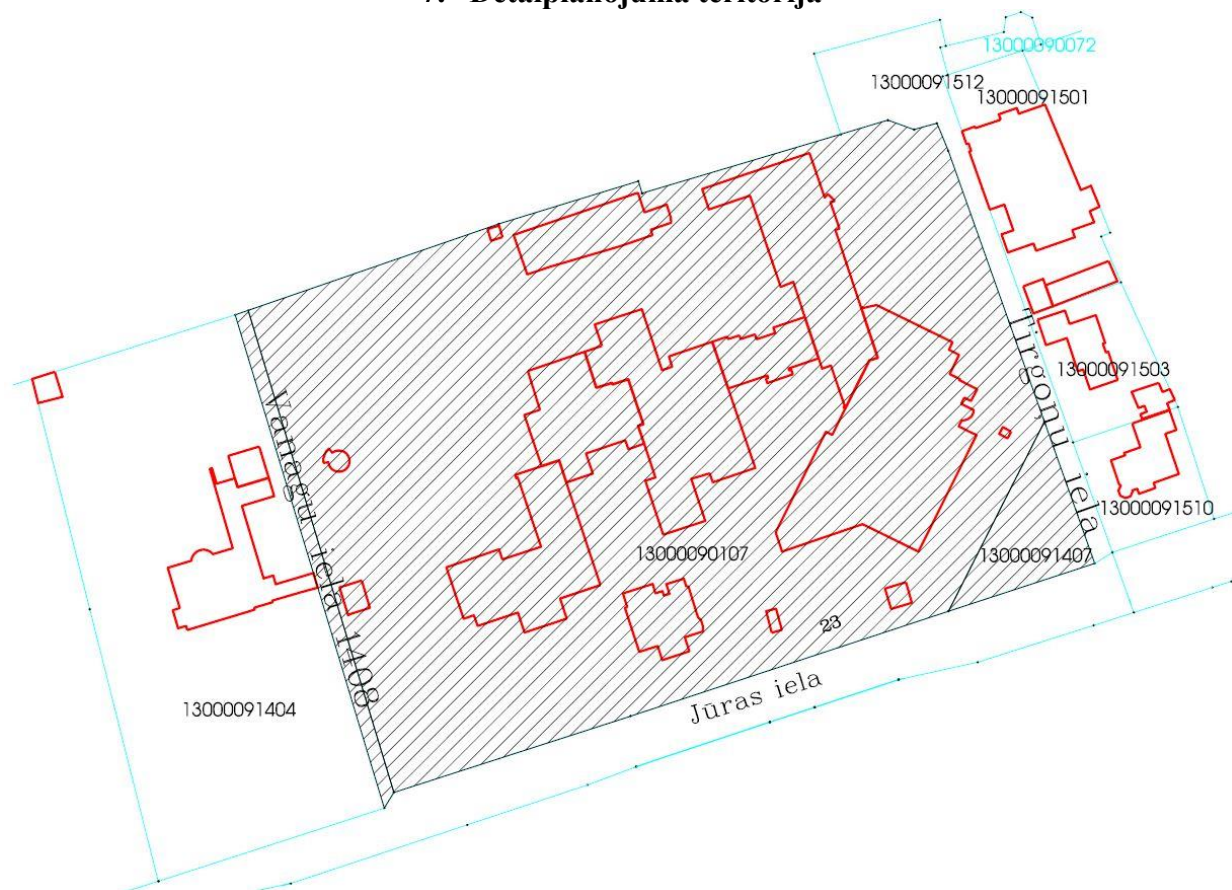 7. Detālplānojuma teritorija
13000090072
13000091512
13000091501
Tirgoņu iela
13000091503
Vanagu iela 1408
13000091510
13000090107
13000091407
23
Jūras iela
13000091404